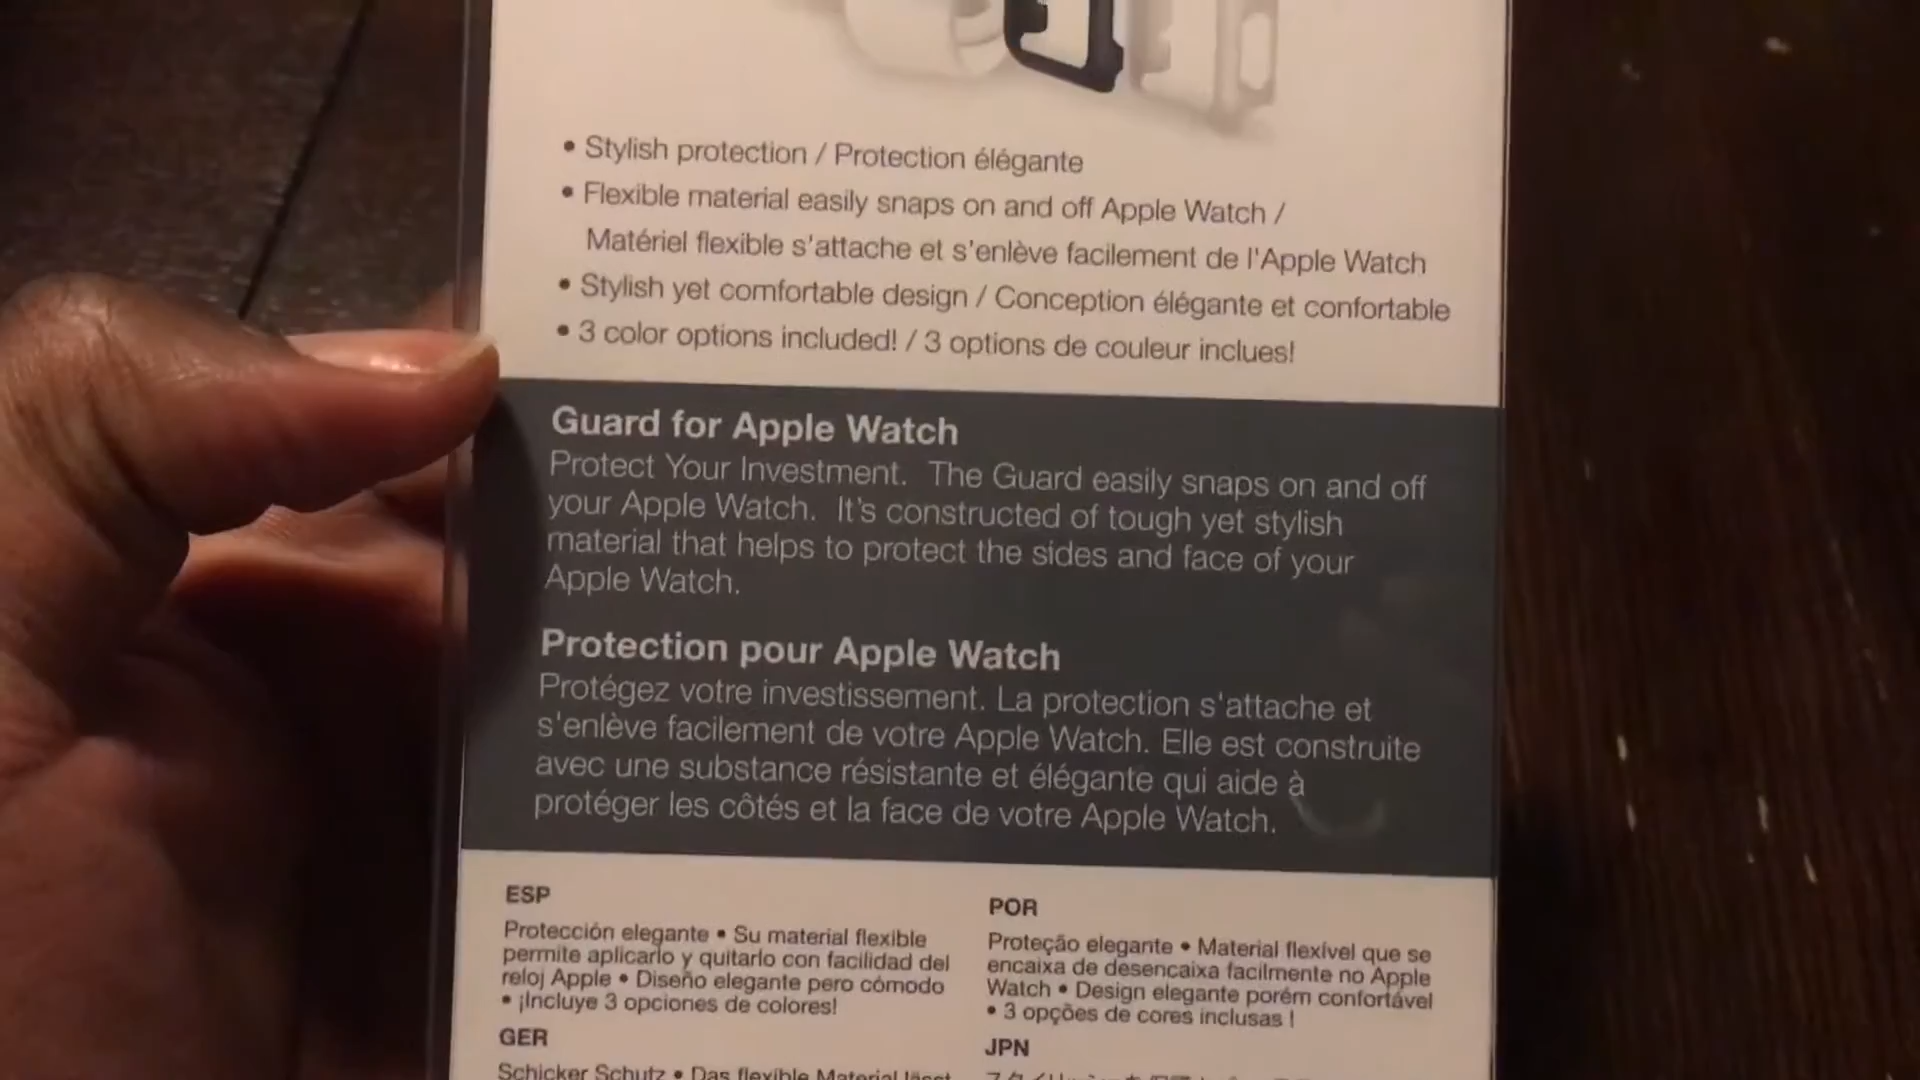 • Stylish protection / Protection élégante
• Flexible material easily snaps on and off Apple Watch /
Matériel flexible s'attache et s'enlève facilement de l'Apple Watch
• Stylish yet comfortable design / Conception élégante et confortable
• 3 color options included! / 3 options de couleur inclues!
Guard for Apple Watch
Protect Your Investment. The Guard easily snaps on and off
your Apple Watch. It's constructed of tough yet stylish
material that helps to protect the sides and face of your
Apple Watch.
Protection pour Apple Watch
Protégez votre investissement. La protection s'attache et
s'enlève facilement de votre Apple Watch. Elle est construite
avec une substance résistante et élégante qui aide à
protéger les côtés et la face de votre Apple Watch.
ESP
Protección elegante • Su material flexible
permite aplicarlo y quitarlo con facilidad del
reloj Apple • Diseño elegante pero cómodo
• ¡Incluye 3 opciones de colores!
POR
Proteção elegante • Material flexível que se
encaixa de desencaixa facilmente no Apple
Watch • Design elegante porém confortável
• 3 opções de cores inclusas !
GER
Schicker Schutz • Das flexible Material lässt
JPN